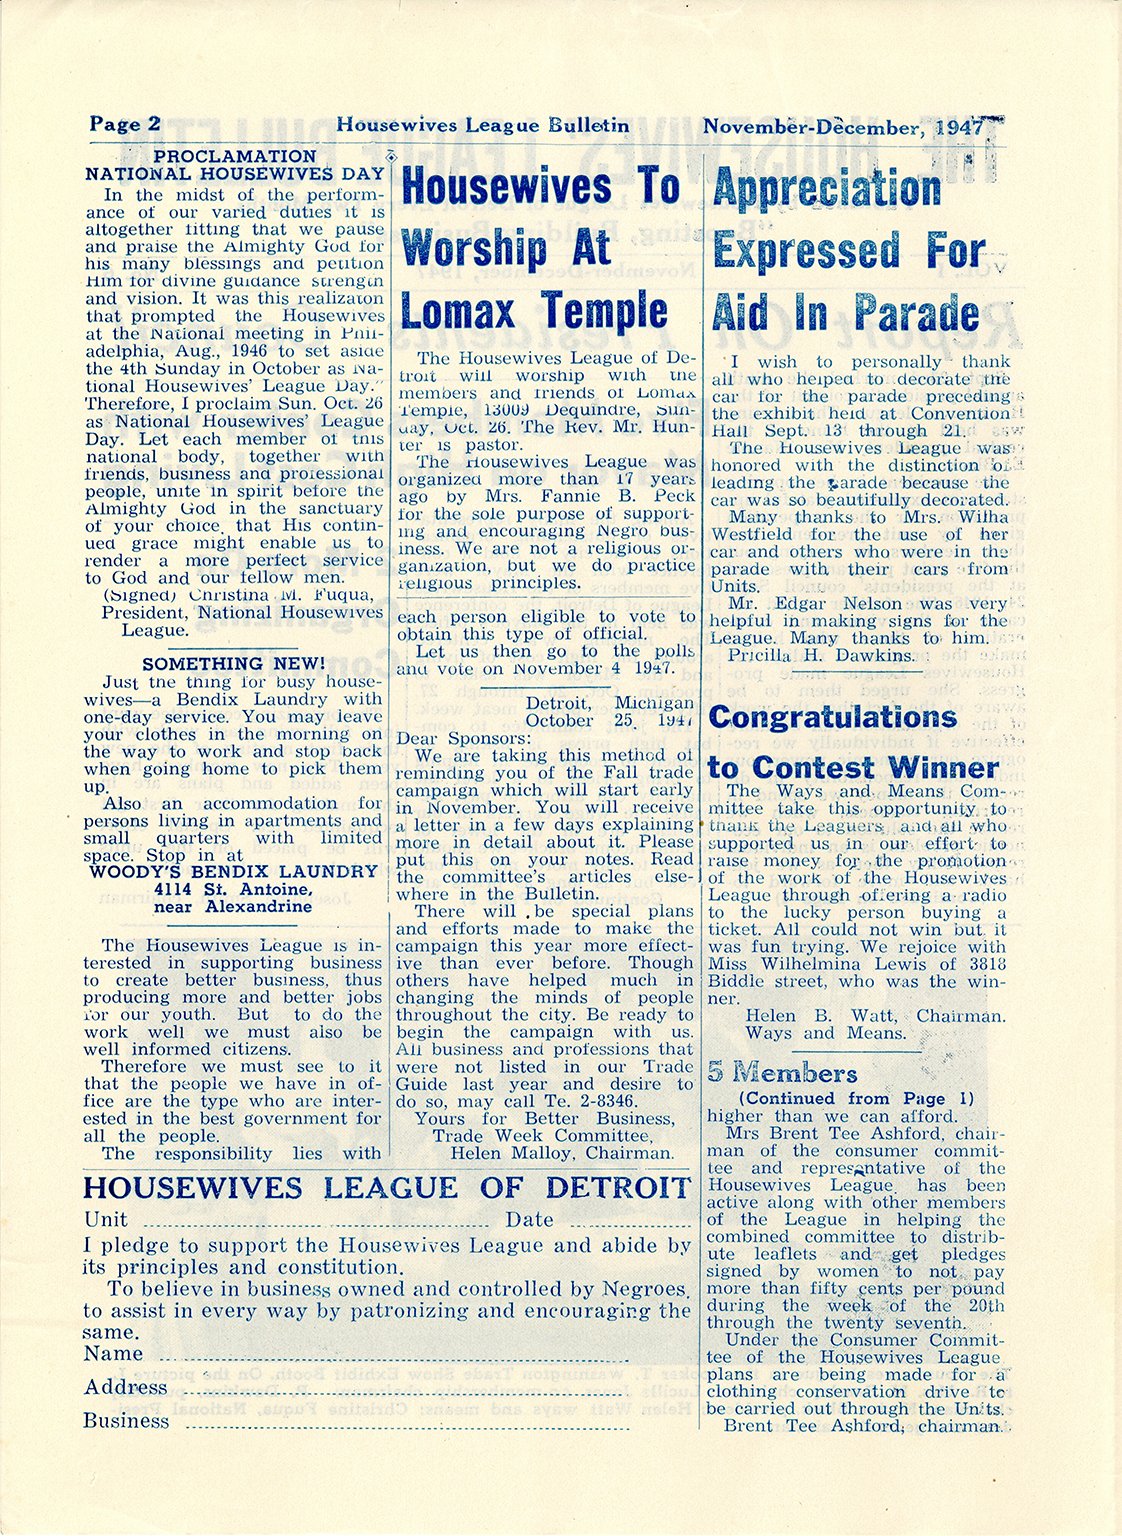 Page 2
Housewives League Bulletin
November-December, 1947
PROCLAMATION
NATIONAL HOUSEWIVES DAY
In the midst of the perform-
ance of our varied duties it is
altogether fitting that we pause
and praise the Almighty God for
his many blessings and petition
Him for divine guidance strength
and vision. It was this realizaton
that prompted the Housewives
at the National meeting in Phil-
adelphia, Aug., 1946 to set aside
the 4th Sunday in October as Na-
tional Housewives' League Day."
Therefore, I proclaim Sun. Oct. 26
as National Housewives' League
Day. Let each member of this
national body, together with
friends, business and professional
people, unite in spirit before the
Almighty God in the sanctuary
of your choice, that His contin-
ued grace might enable us to
render a more perfect service
to God and our fellow men.
(Signed) Christina M. Fuqua,
President, National Housewives
League.
SOMETHING NEW!
Just the thing for busy house-
wives—a Bendix Laundry with
one-day service. You may leave
your clothes in the morning on
the way to work and stop back
when going home to pick them
up.
Also an accommodation for
persons living in apartments and
small quarters with limited
space. Stop in at
WOODY'S BENDIX LAUNDRY
4114 St. Antoine,
near Alexandrine
The Housewives League is in-
terested in supporting business
to create better business, thus
producing more and better jobs
for our youth. But to do the
work well we must also be
well informed citizens.
Therefore we must see to it
that the people we have in of-
fice are the type who are inter-
ested in the best government for
all the people.
The responsibility lies with
Housewives To
Worship At
Lomax Temple
The Housewives League of De-
troit will worship with the
members and friends of Lomax
Temple, 13009 Dequindre, Sun-
day, Oct. 26. The Rev. Mr. Hun-
ter is pastor.
The Housewives League was
organized more than 17 years
ago by Mrs. Fannie B. Peck
for the sole purpose of support-
ing and encouraging Negro bus-
iness. We are not a religious or-
ganization, but we do practice
religious principles.
each person eligible to vote to
obtain this type of official.
Let us then go to the polls
and vote on November 4 1947.
Detroit, Michigan
October 25, 1947
Dear Sponsors:
We are taking this method of
reminding you of the Fall trade
campaign which will start early
in November. You will receive
a letter in a few days explaining
more in detail about it. Please
put this on your notes. Read
the committee's articles else-
where in the Bulletin.
There will be special plans
and efforts made to make the
campaign this year more effect-
ive than ever before. Though
others have helped much in
changing the minds of people
throughout the city. Be ready to
begin the campaign with us.
All business and professions that
were not listed in our Trade
Guide last year and desire to
do so, may call Te. 2-8346.
Yours for Better Business,
Trade Week Committee,
Helen Malloy, Chairman.
Appreciation
Expressed For
Aid In Parade
I wish to personally thank
all who helped to decorate the
car for the parade preceding
the exhibit held at Convention
Hall Sept. 13 through 21.
The Housewives League was
honored with the distinction of
leading the parade because the
car was so beautifully decorated.
Many thanks to Mrs. Wilha
Westfield for the use of her
car and others who were in the
parade with their cars from
Units.
Mr. Edgar Nelson was very
helpful in making signs for the
League. Many thanks to him.
Pricilla H. Dawkins.
Congratulations
to Contest Winner
The Ways and Means Com-
mittee take this opportunity to
thank the Leaguers and all who
supported us in our effort to
raise money for the promotion
of the work of the Housewives
League through offering a radio
to the lucky person buying a
ticket. All could not win but it
was fun trying. We rejoice with
Miss Wilhelmina Lewis of 3818
Biddle street, who was the win-
ner.
Helen B. Watt, Chairman.
Ways and Means.
5 Members
(Continued from Page 1)
higher than we can afford.
Mrs Brent Tee Ashford, chair-
man of the consumer commit-
tee and representative of the
Housewives League has been
active along with other members
of the League in helping the
combined committee to distrib-
ute leaflets and get pledges
signed by women to not pay
more than fifty cents per pound
during the week of the 20th
through the twenty seventh.
Under the Consumer Commit-
tee of the Housewives League
plans are being made for a
clothing conservation drive to
be carried out through the Units.
Brent Tee Ashford, chairman.
HOUSEWIVES LEAGUE OF DETROIT
Unit Date
I pledge to support the Housewives League and abide by
its principles and constitution.
To believe in business owned and controlled by Negroes,
to assist in every way by patronizing and encouraging the
same.
Name
Address
Business